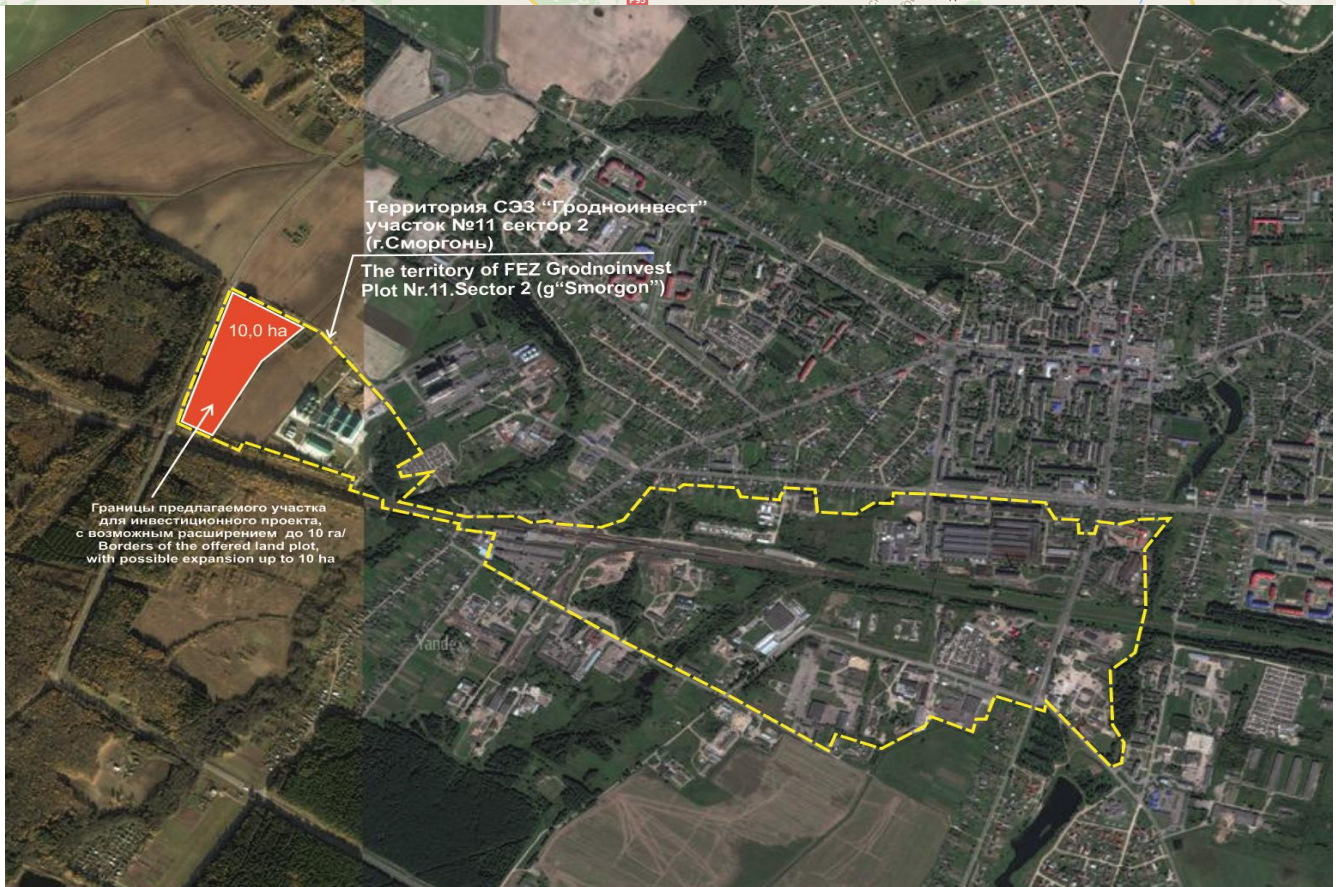 P95
Территория СЭЗ “Гродноинвест”
участок №11 сектор 2
(г.Сморгонь)
The territory of FEZ Grodnoinvest
Plot Nr.11.Sector 2 (g“Smorgon”)
10,0 ha
Границы предлагаемого участка
для инвестиционного проекта,
с возможным расширением до 10 га/
Borders of the offered land plot,
with possible expansion up to 10 ha
Yandex